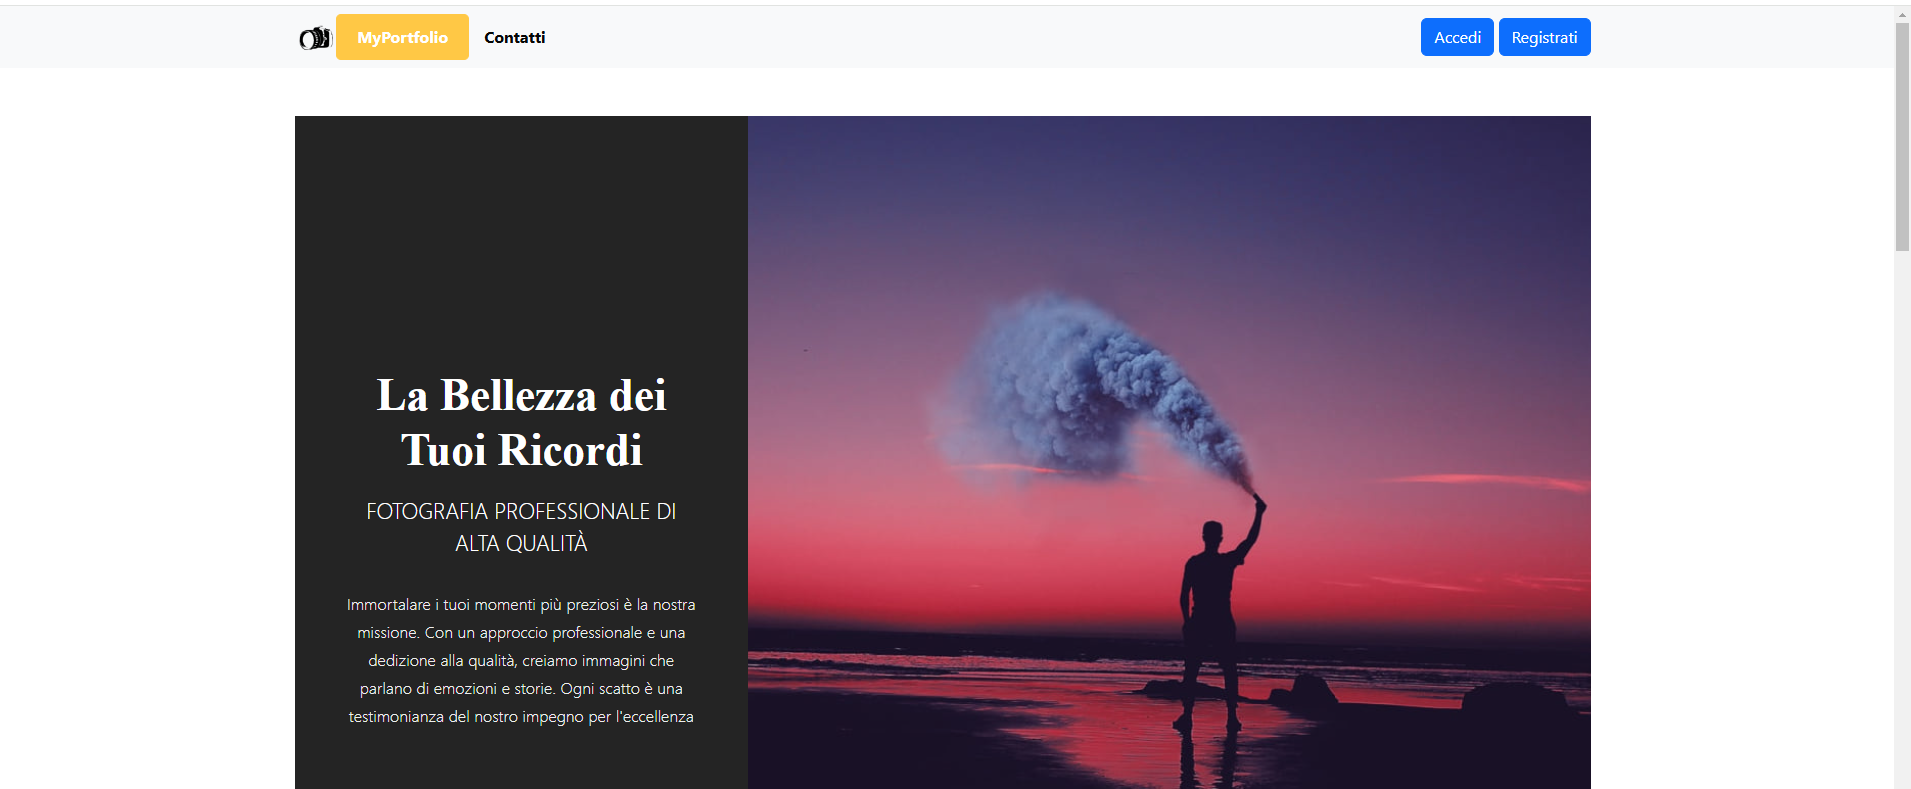 MyPortfolio
Contatti
Accedi
Registrati
La Bellezza dei
Tuoi Ricordi
FOTOGRAFIA PROFESSIONALE DI
ALTA QUALITÀ
Immortalare i tuoi momenti più preziosi è la nostra
missione. Con un approccio professionale e una
dedizione alla qualità, creiamo immagini che
parlano di emozioni e storie. Ogni scatto è una
testimonianza del nostro impegno per l'eccellenza